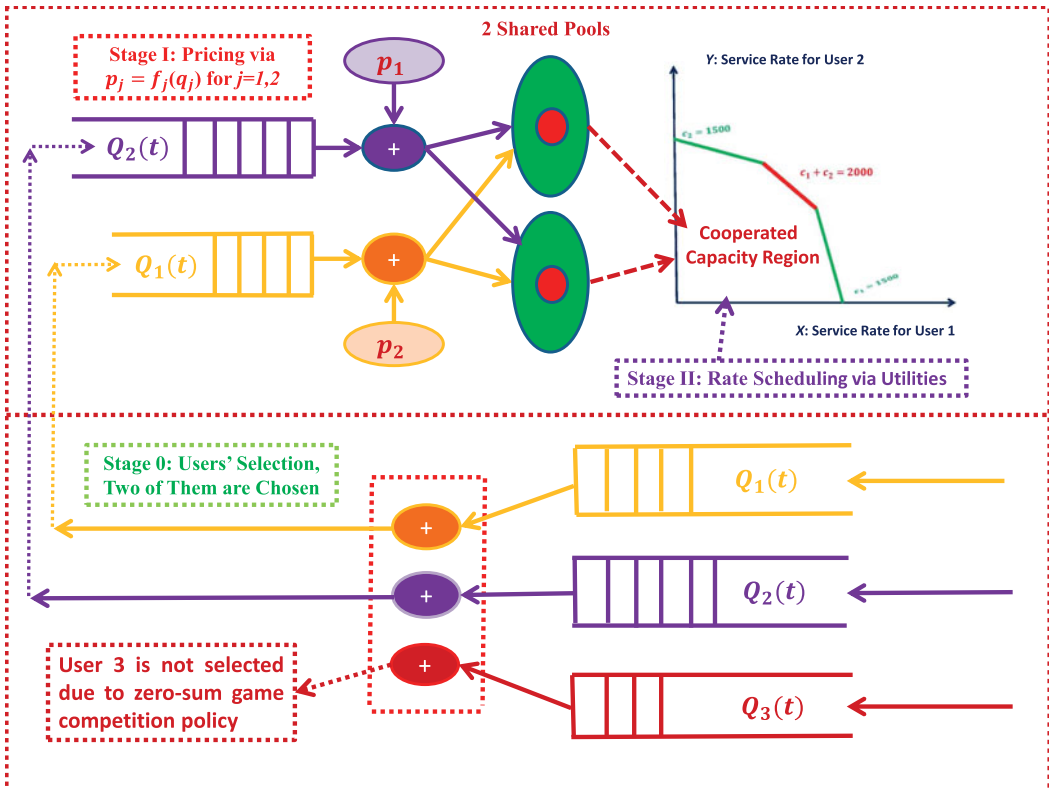 2 Shared Pools
Stage I: Pricing via
p_j = f_j(q_j) for j=1,2
p_1
Q_2(t)
+
Q_1(t)
+
p_2
Y: Service Rate for User 2
c_2 = 1500
c_1 + c_2 = 2000
Cooperated
Capacity Region
c_1 = 1500
X: Service Rate for User 1
Stage II: Rate Scheduling via Utilities
Stage 0: Users' Selection,
Two of Them are Chosen
Q_1(t)
+
Q_2(t)
+
User 3 is not selected
due to zero-sum game
competition policy
+
Q_3(t)